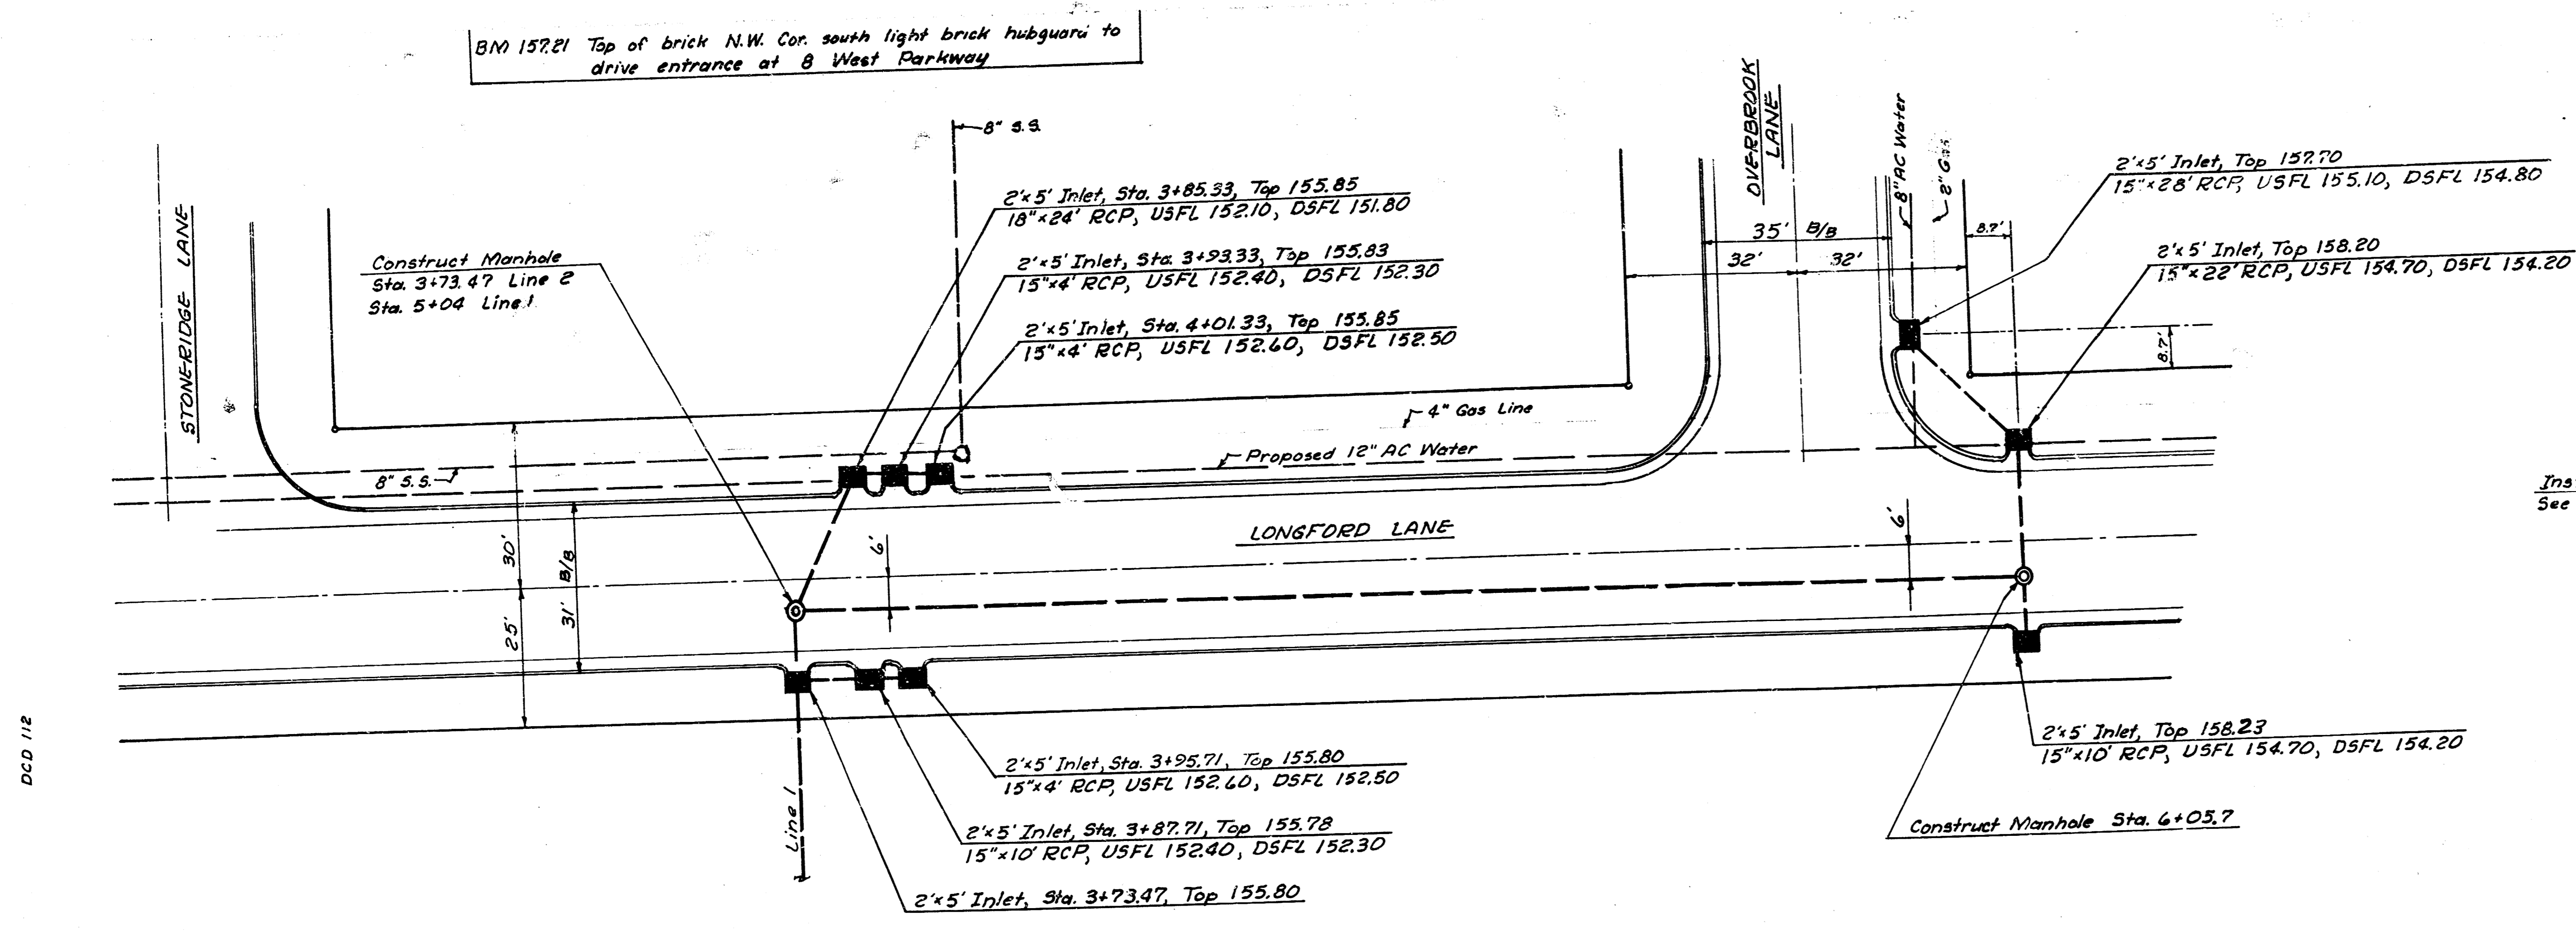 BM 157.21 Top of brick N.W. Cor. south light brick hubguard to
drive entrance at 8 West Parkway
STONERIDGE LANE
Construct Manhole
Sta. 3+73.47 Line 2
Sta. 5+04 Line 1
8" S.S.
2'x5' Inlet, Sta. 3+85.33, Top 155.85
18"x24' RCP, USFL 152.10, DSFL 151.80
2'x5' Inlet, Sta. 3+93.33, Top 155.83
15"x4' RCP, USFL 152.40, DSFL 152.30
2'x5' Inlet, Sta. 4+01.33, Top 155.85
15"x4' RCP, USFL 152.60, DSFL 152.50
OVERBROOK
LANE
8" AC Water
2" Gas
35' B/B
32'
32'
8.7'
2'x5' Inlet, Top 157.70
15"x28' RCP, USFL 155.10, DSFL 154.80
2'x5' Inlet, Top 158.20
15"x22' RCP, USFL 154.70, DSFL 154.20
8.7'
4" Gas Line
Proposed 12" AC Water
8" S.S.
Ins
See
LONGFORD LANE
30'
31' B/B
25'
6'
6'
2'x5' Inlet, Top 158.23
15"x10' RCP, USFL 154.70, DSFL 154.20
Construct Manhole Sta. 6+05.7
2'x5' Inlet, Sta. 3+95.71, Top 155.80
15"x4' RCP, USFL 152.60, DSFL 152.50
2'x5' Inlet, Sta. 3+87.71, Top 155.78
15"x10' RCP, USFL 152.40, DSFL 152.30
2'x5' Inlet, Sta. 3+73.47, Top 155.80
Line 1
DCD 112